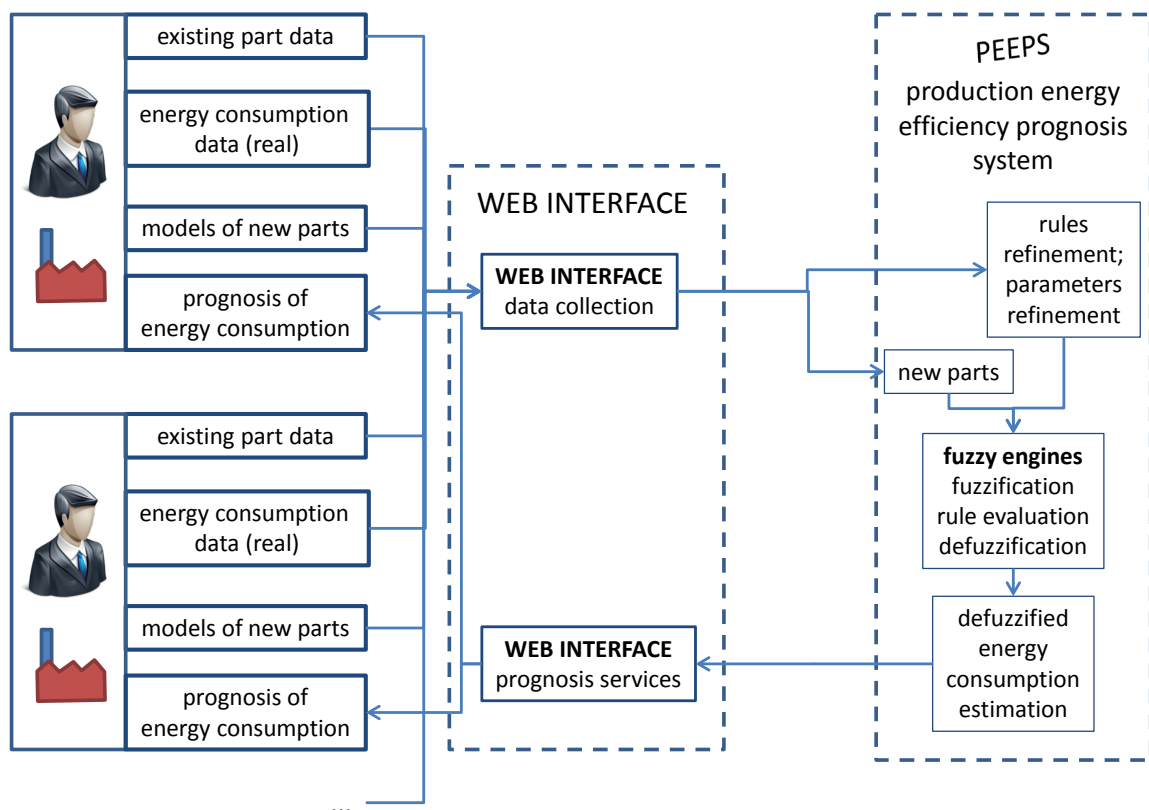 existing part data
energy consumption
data (real)
models of new parts
prognosis of
energy consumption
existing part data
energy consumption
data (real)
models of new parts
prognosis of
energy consumption
...
WEB INTERFACE
WEB INTERFACE
data collection
WEB INTERFACE
prognosis services
PEEPS
production energy
efficiency prognosis
system
rules
refinement;
parameters
refinement
new parts
fuzzy engines
fuzzification
rule evaluation
defuzzification
defuzzified
energy
consumption
estimation